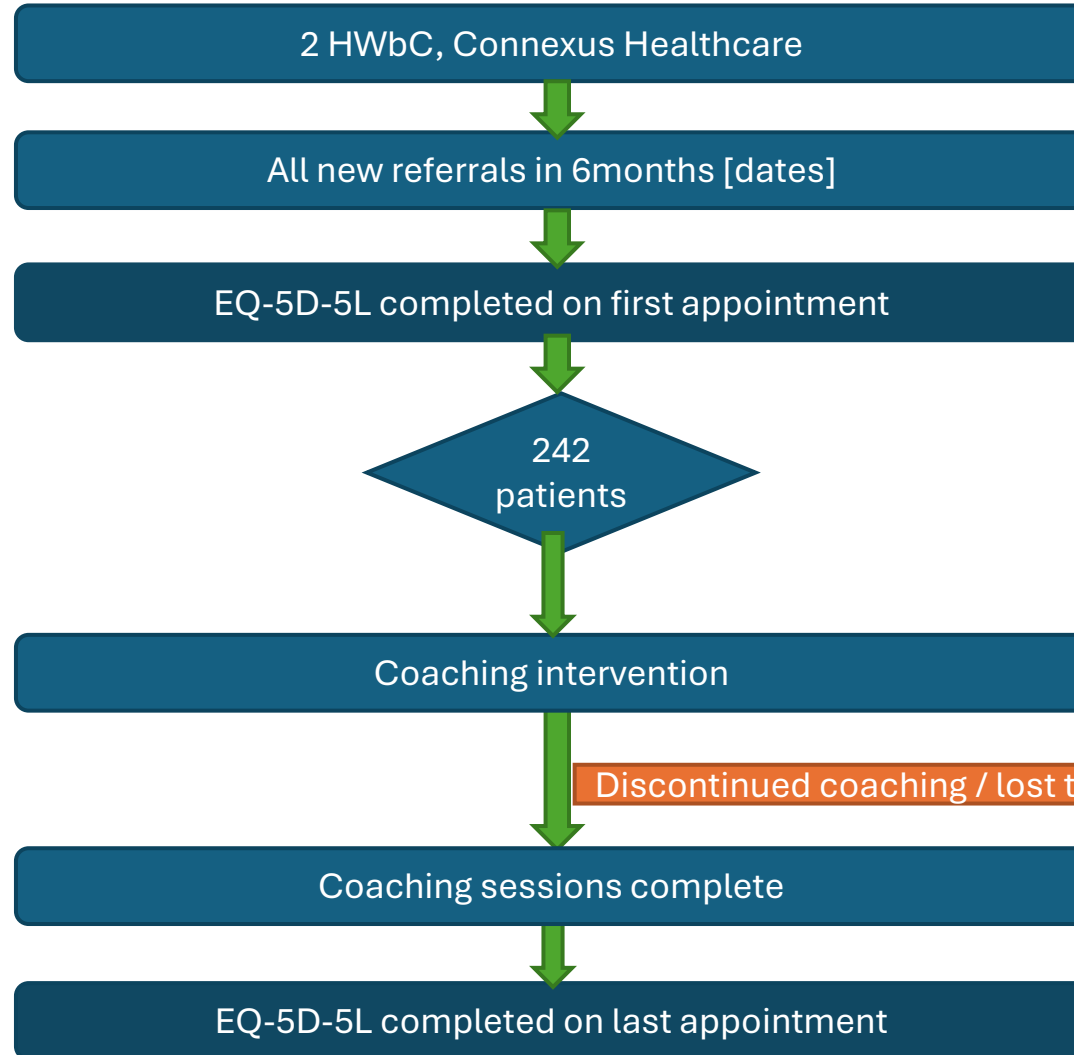 2 HWbC, Connexus Healthcare
All new referrals in 6months [dates]
EQ-5D-5L completed on first appointment
242
patients
Coaching intervention
Discontinued coaching / lost t
Coaching sessions complete
EQ-5D-5L completed on last appointment